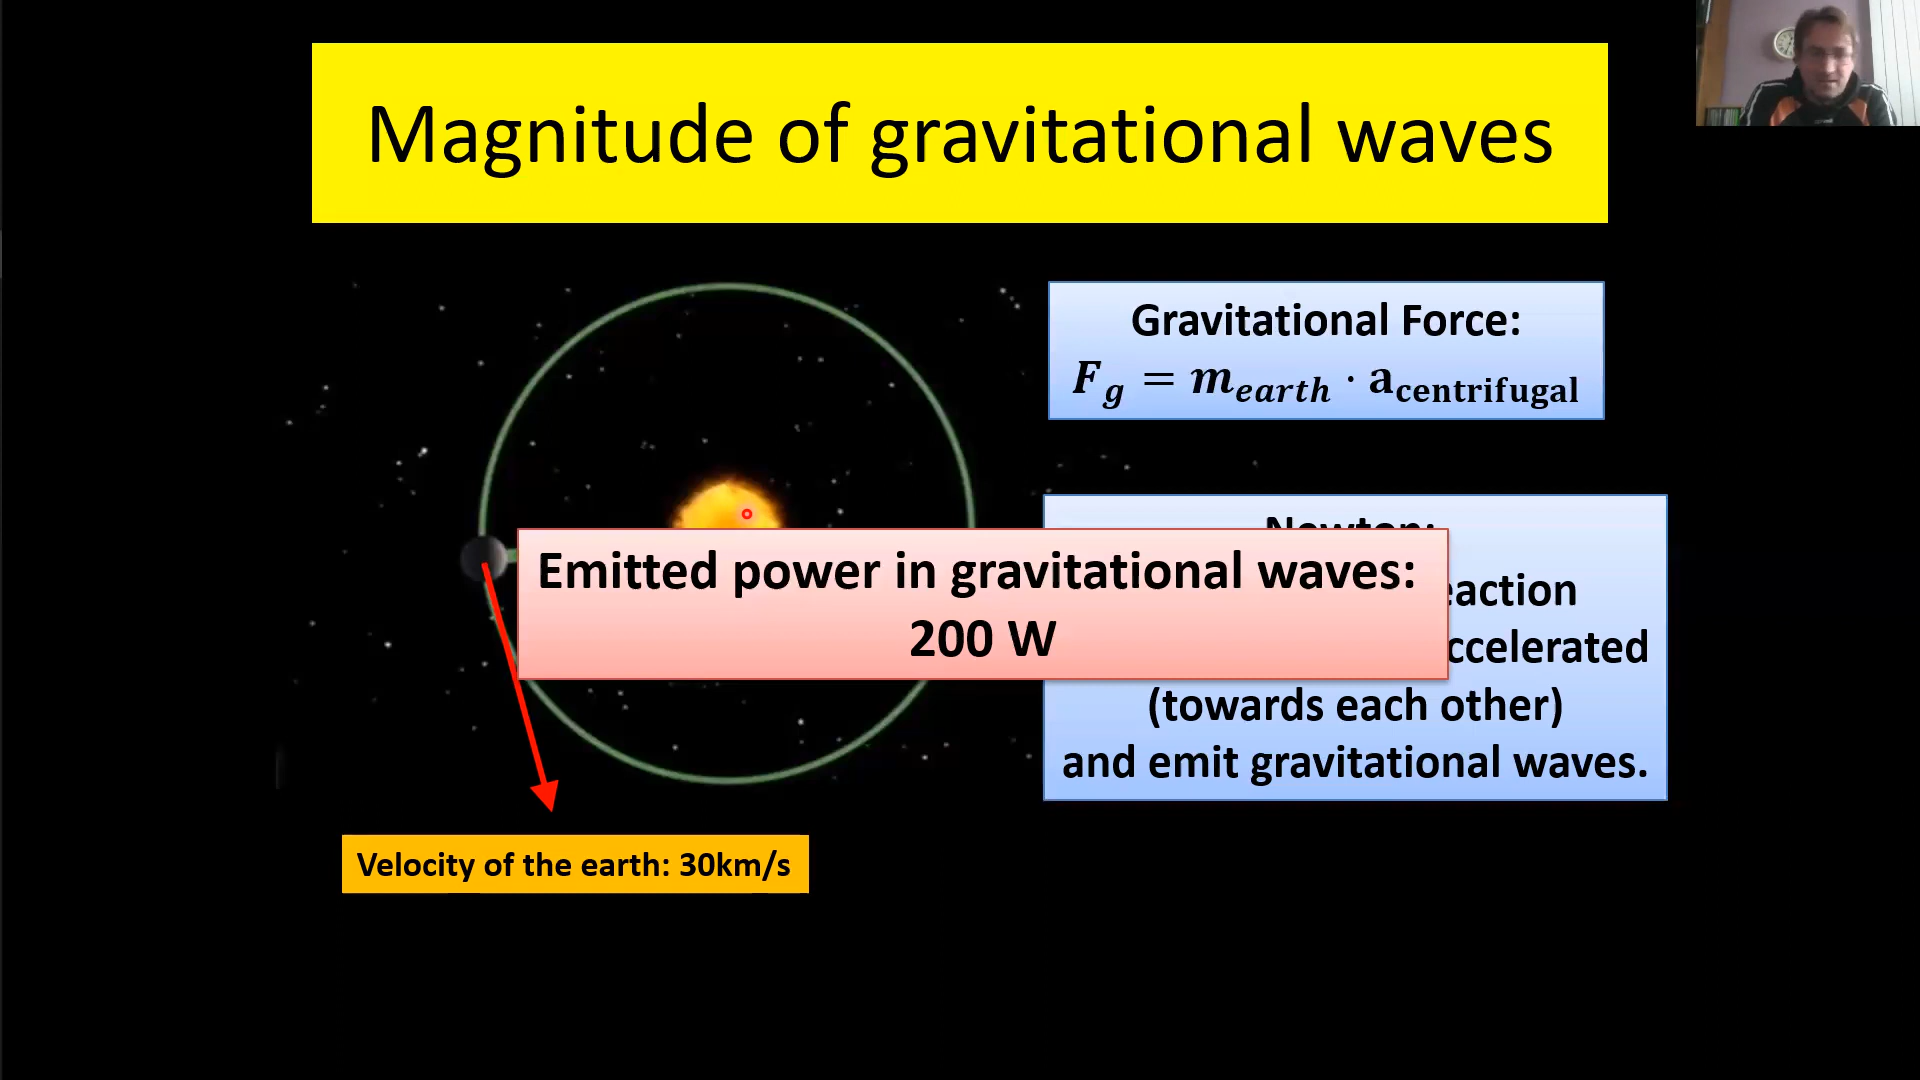 Magnitude of gravitational waves
Gravitational Force:
F_g = m_earth · a_centrifugal
Newton:
Emitted power in gravitational waves:
200 W
ccelerated
(towards each other)
and emit gravitational waves.
Velocity of the earth: 30km/s